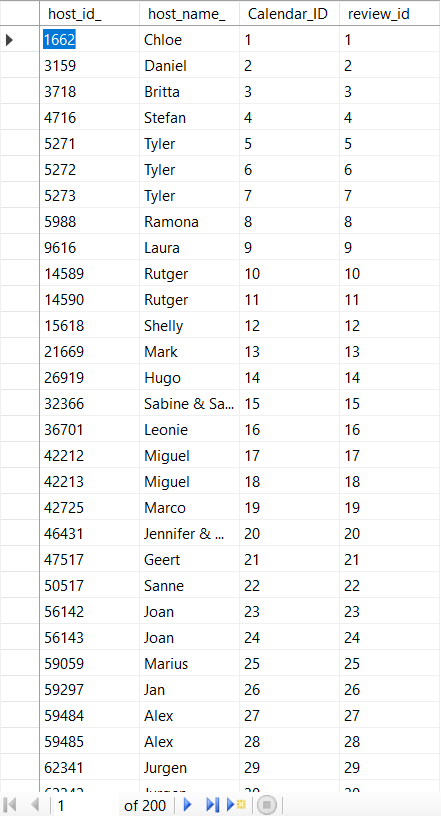 host_id_ host_name_ Calendar_ID review_id
1662 Chloe 1 1
3159 Daniel 2 2
3718 Britta 3 3
4716 Stefan 4 4
5271 Tyler 5 5
5272 Tyler 6 6
5273 Tyler 7 7
5988 Ramona 8 8
9616 Laura 9 9
14589 Rutger 10 10
14590 Rutger 11 11
15618 Shelly 12 12
21669 Mark 13 13
26919 Hugo 14 14
32366 Sabine & Sa... 15 15
36701 Leonie 16 16
42212 Miguel 17 17
42213 Miguel 18 18
42725 Marco 19 19
46431 Jennifer & ... 20 20
47517 Geert 21 21
50517 Sanne 22 22
56142 Joan 23 23
56143 Joan 24 24
59059 Marius 25 25
59297 Jan 26 26
59484 Alex 27 27
59485 Alex 28 28
62341 Jurgen 29 29
1 of 200